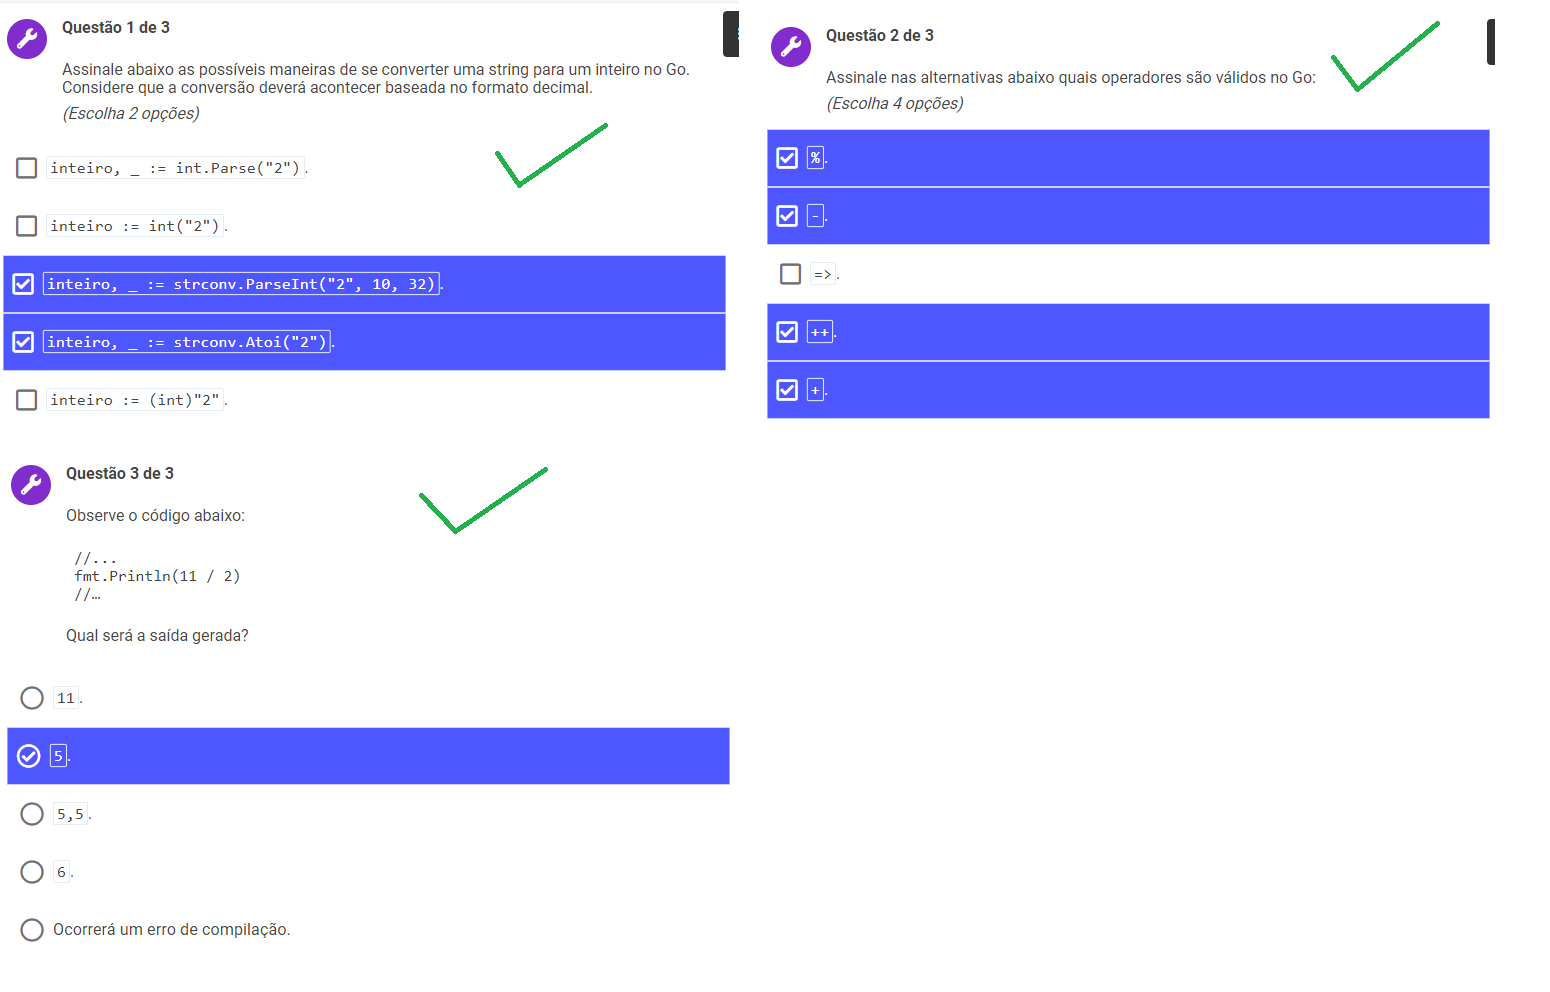 Questão 1 de 3
Assinale abaixo as possíveis maneiras de se converter uma string para um inteiro no Go.
Considere que a conversão deverá acontecer baseada no formato decimal.
(Escolha 2 opções)
inteiro, _ := int.Parse("2").
inteiro := int("2").
inteiro, _ := strconv.ParseInt("2", 10, 32).
inteiro, _ := strconv.Atoi("2").
inteiro := (int)"2".
Questão 2 de 3
Assinale nas alternativas abaixo quais operadores são válidos no Go:
(Escolha 4 opções)
%.
-.
=>.
++.
+.
Questão 3 de 3
Observe o código abaixo:
//...
fmt.Println(11 / 2)
//…
Qual será a saída gerada?
11.
5.
5,5.
6.
Ocorrerá um erro de compilação.